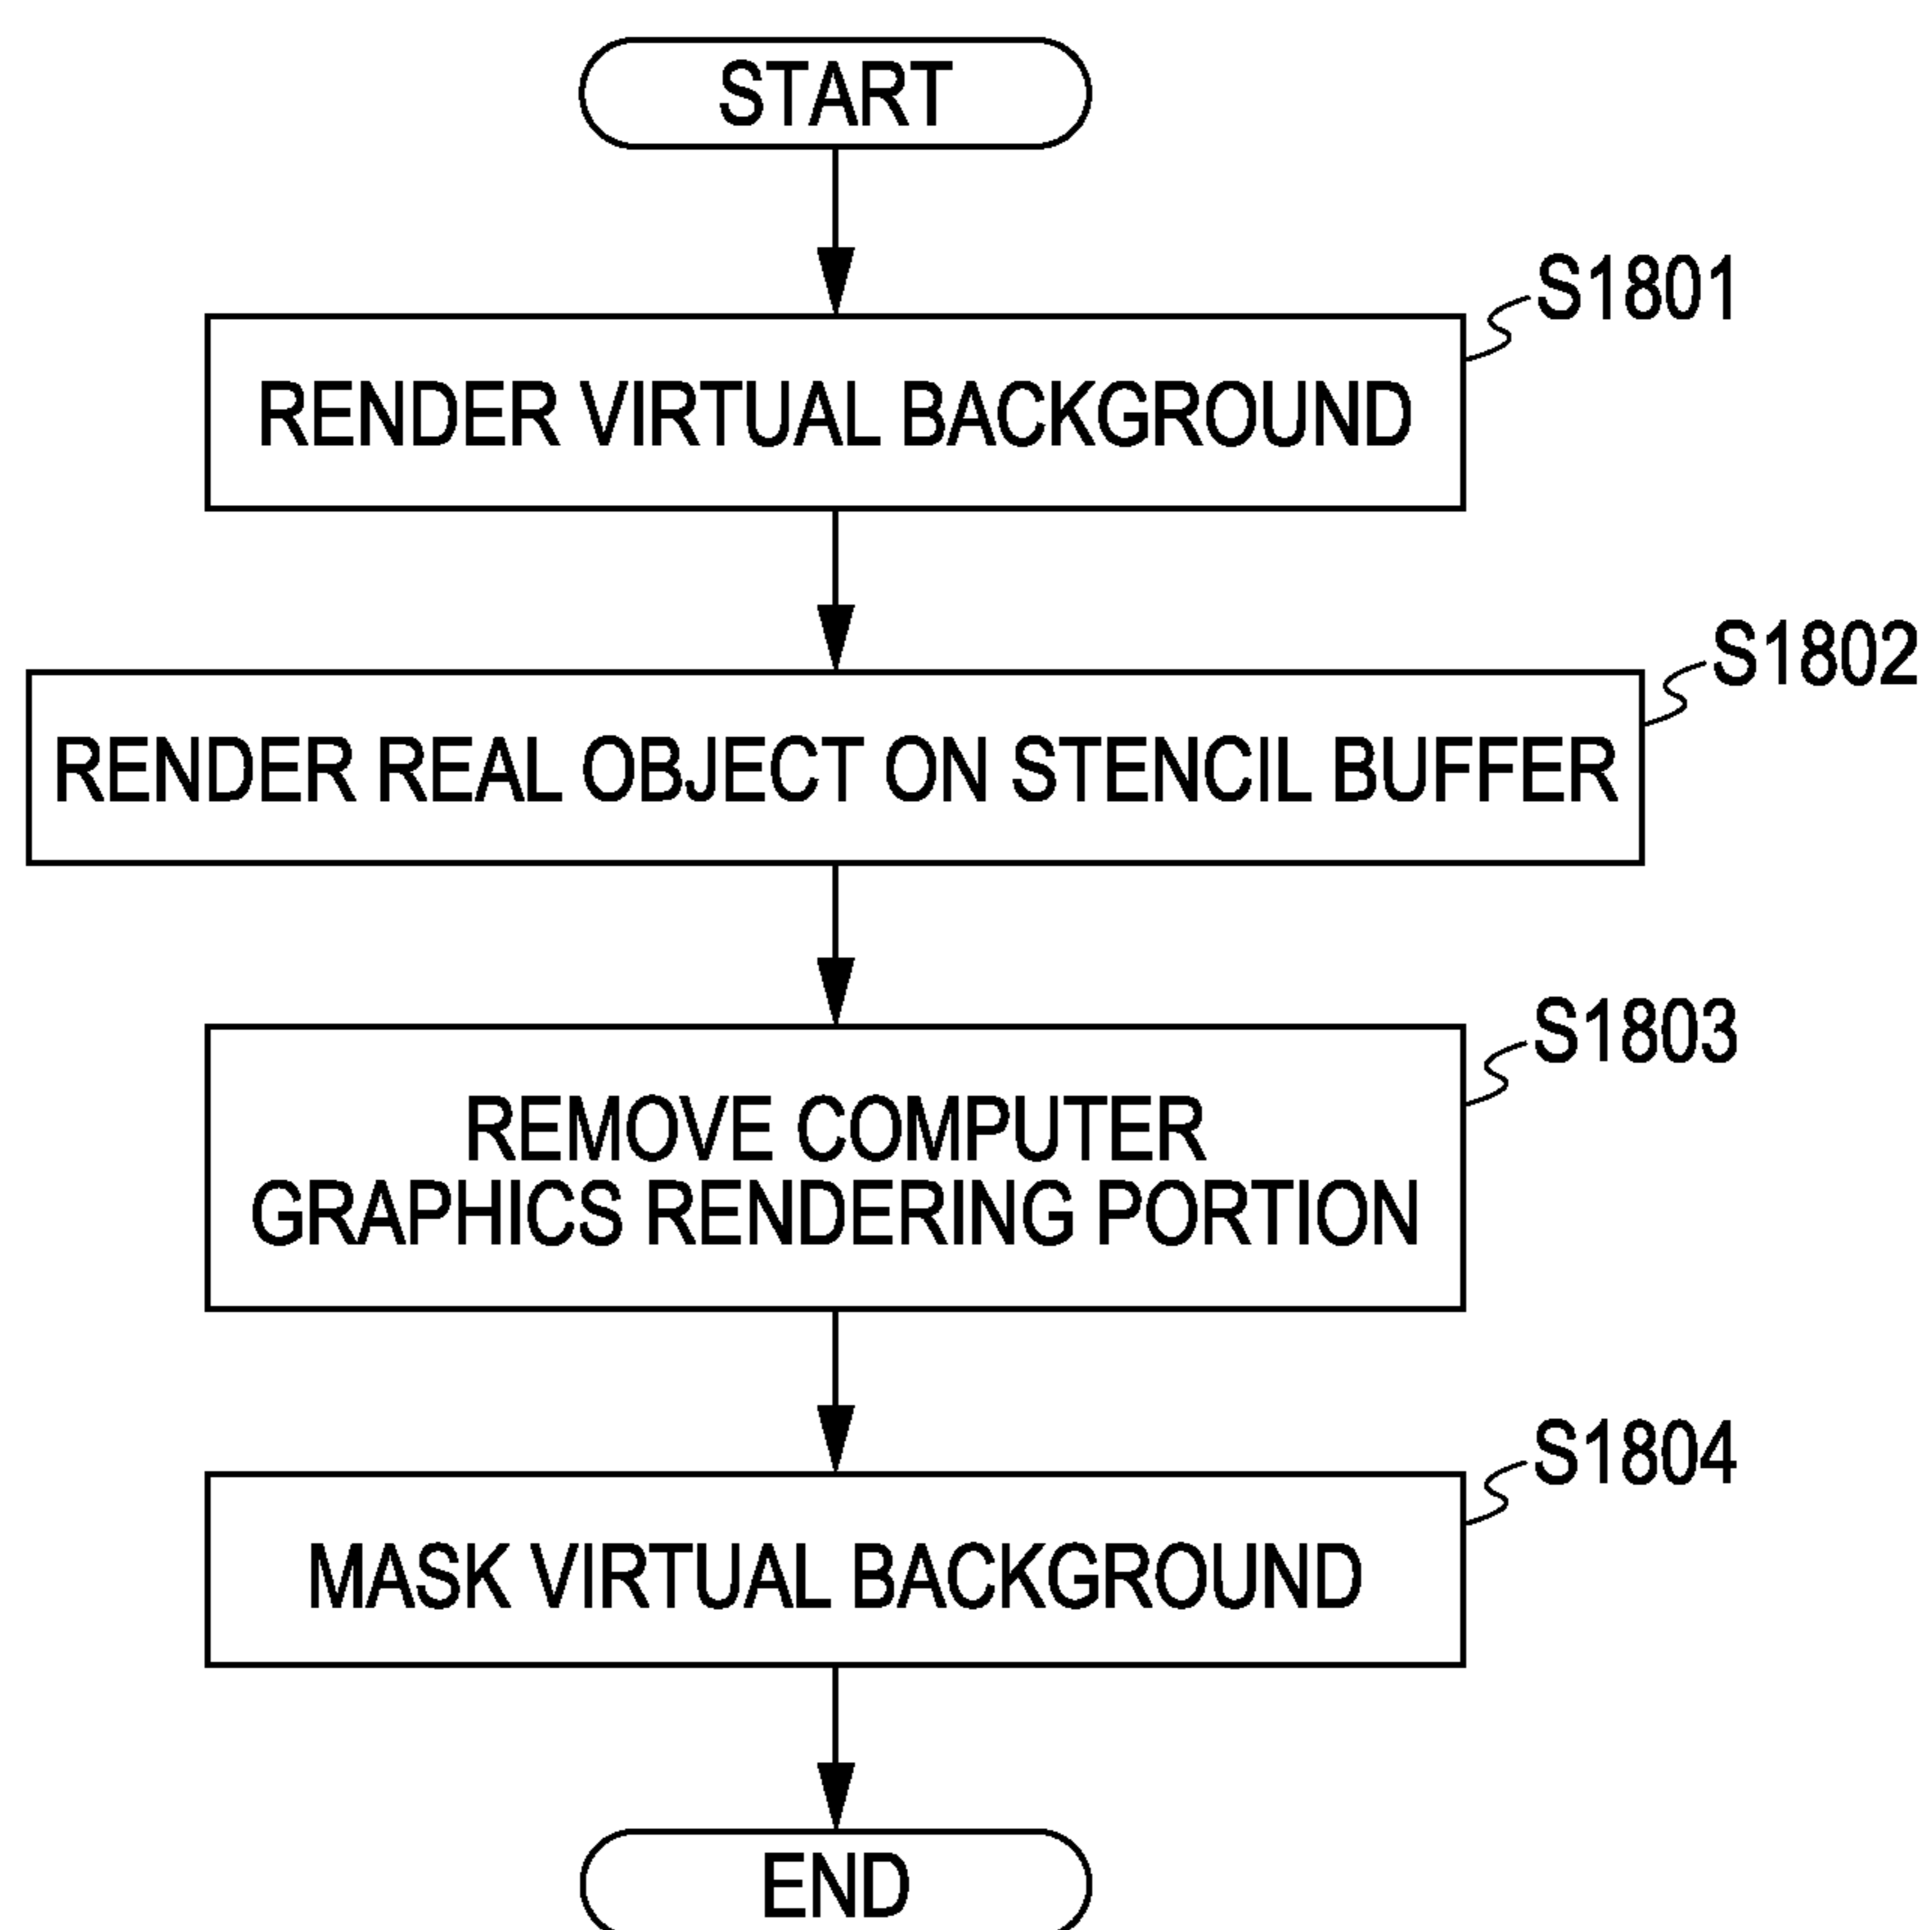 START
S1801
RENDER VIRTUAL BACKGROUND
S1802
RENDER REAL OBJECT ON STENCIL BUFFER
S1803
REMOVE COMPUTER
GRAPHICS RENDERING PORTION
S1804
MASK VIRTUAL BACKGROUND
END